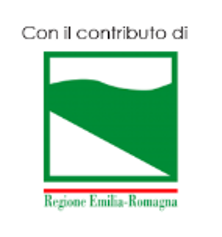 Con il contributo di
Regione Emilia-Romagna